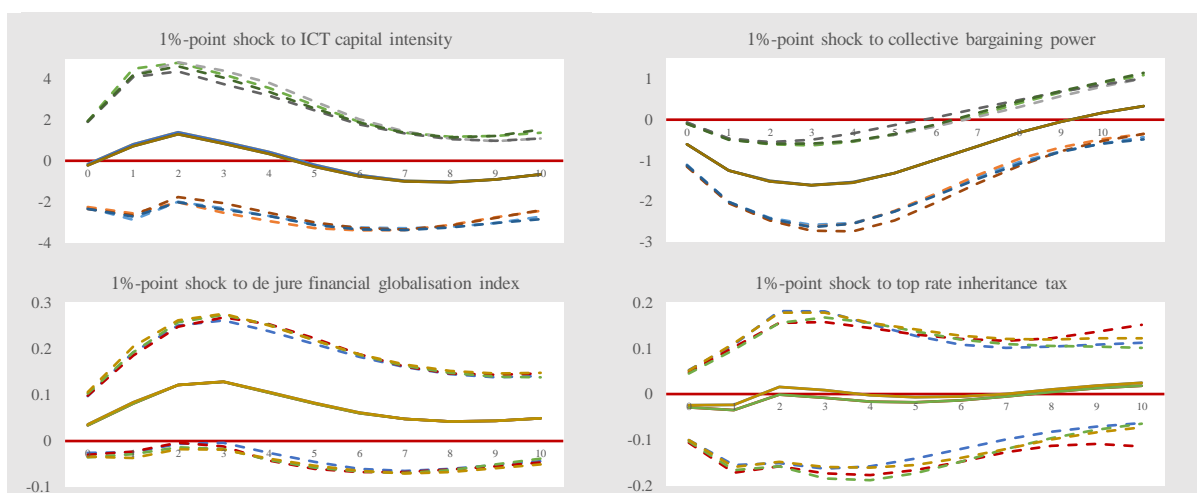 1%-point shock to ICT capital intensity
4
2
0
-2
-4
0 1 2 3 4 5 6 7 8 9 10
1%-point shock to collective bargaining power
1
0
-1
-2
-3
0 1 2 3 4 5 6 7 8 9 10
1%-point shock to de jure financial globalisation index
0.3
0.2
0.1
0
-0.1
0 1 2 3 4 5 6 7 8 9 10
1%-point shock to top rate inheritance tax
0.2
0.1
0
-0.1
-0.2
0 1 2 3 4 5 6 7 8 9 10